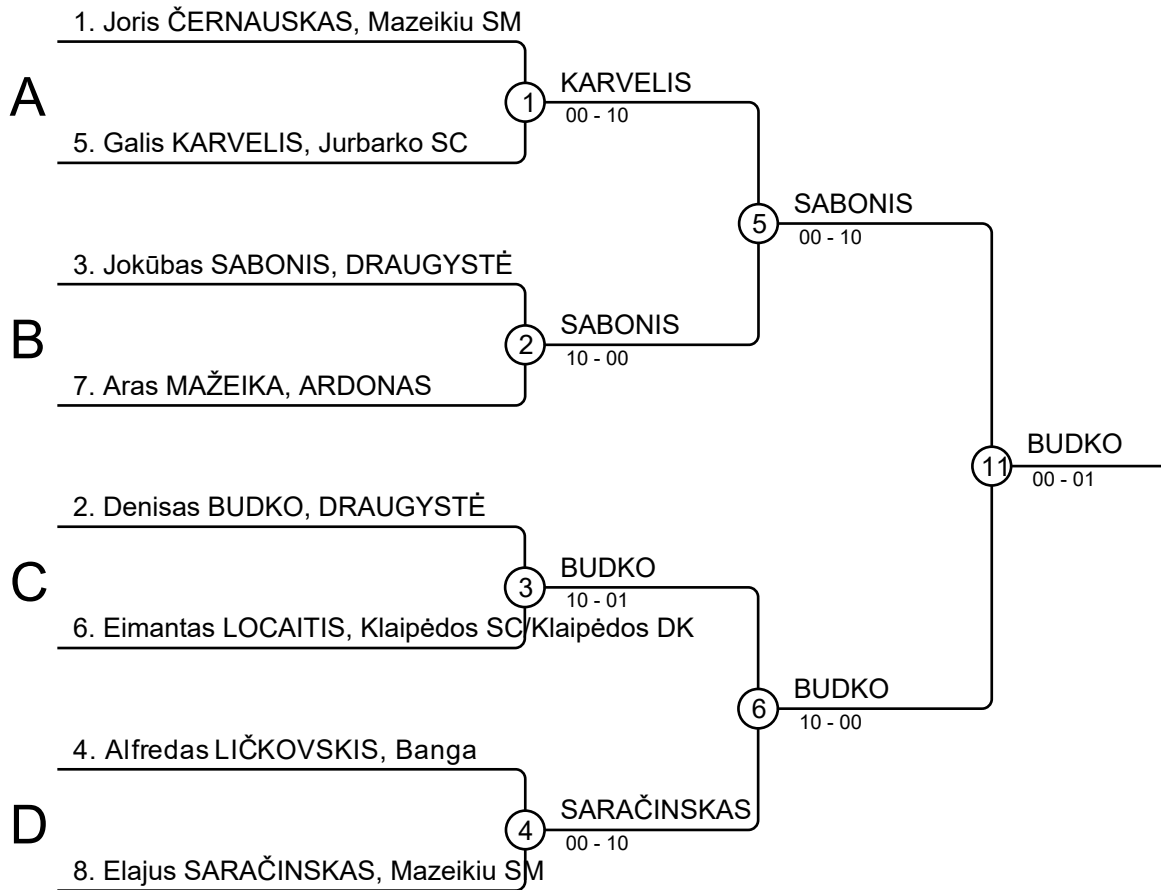 1. Joris ČERNAUSKAS, Mazeikiu SM
A
1 KARVELIS
00 - 10
5. Galis KARVELIS, Jurbarko SC
5 SABONIS
00 - 10
3. Jokūbas SABONIS, DRAUGYSTĖ
B
2 SABONIS
10 - 00
7. Aras MAŽEIKA, ARDONAS
11 BUDKO
00 - 01
2. Denisas BUDKO, DRAUGYSTĖ
C
3 BUDKO
10 - 01
6. Eimantas LOCAITIS, Klaipėdos SC/Klaipėdos DK
6 BUDKO
10 - 00
4. Alfredas LIČKOVSKIS, Banga
D
4 SARAČINSKAS
00 - 10
8. Elajus SARAČINSKAS, Mazeikiu SM